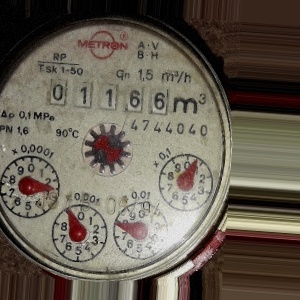 METRON
A·V
B·H
RP
Tsk 1-50
qn 1,5 m³/h
01166 m³
Δp 0,1 MPa
PN 1,6
90°C
4744040
x 0,0001
x 0,1
0,001
0,01